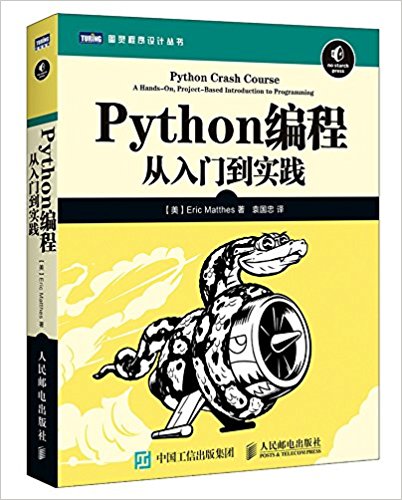 TURING 图灵程序设计丛书
no starch
press
Python Crash Course
A Hands-On, Project-Based Introduction to Programming
Python编程
从入门到实践
【美】Eric Matthes 著 袁国忠 译
中国工信出版集团
人民邮电出版社
POSTS & TELECOM PRESS
Python编程
从入门到实践
【美】Eric Matthes 著
人民邮电出版社